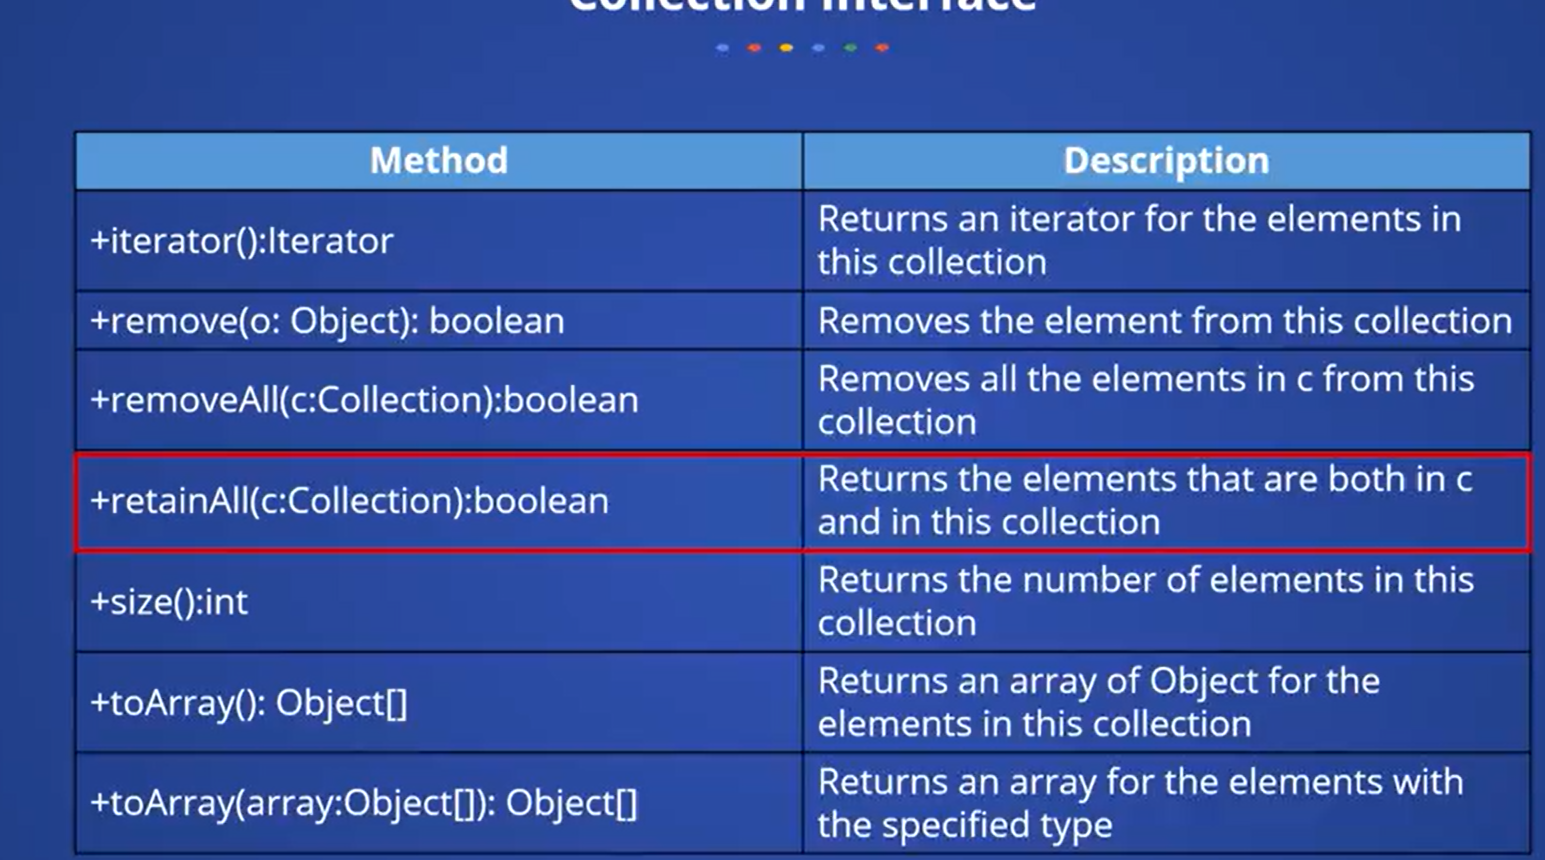 Collection Interface
Method
Description
+iterator():Iterator
Returns an iterator for the elements in
this collection
+remove(o: Object): boolean
Removes the element from this collection
+removeAll(c:Collection):boolean
Removes all the elements in c from this
collection
+retainAll(c:Collection):boolean
Returns the elements that are both in c
and in this collection
+size():int
Returns the number of elements in this
collection
+toArray(): Object[]
Returns an array of Object for the
elements in this collection
+toArray(array:Object[]): Object[]
Returns an array for the elements with
the specified type